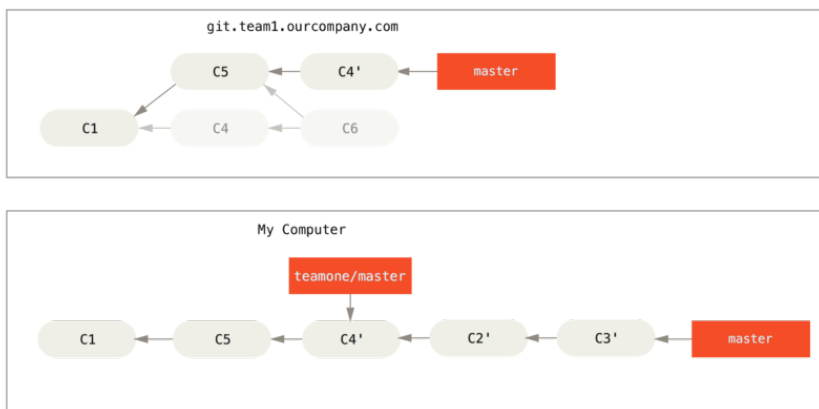 git.team1.ourcompany.com
C5 C4' master
C1 C4 C6
My Computer
teamone/master
C1 C5 C4' C2' C3' master